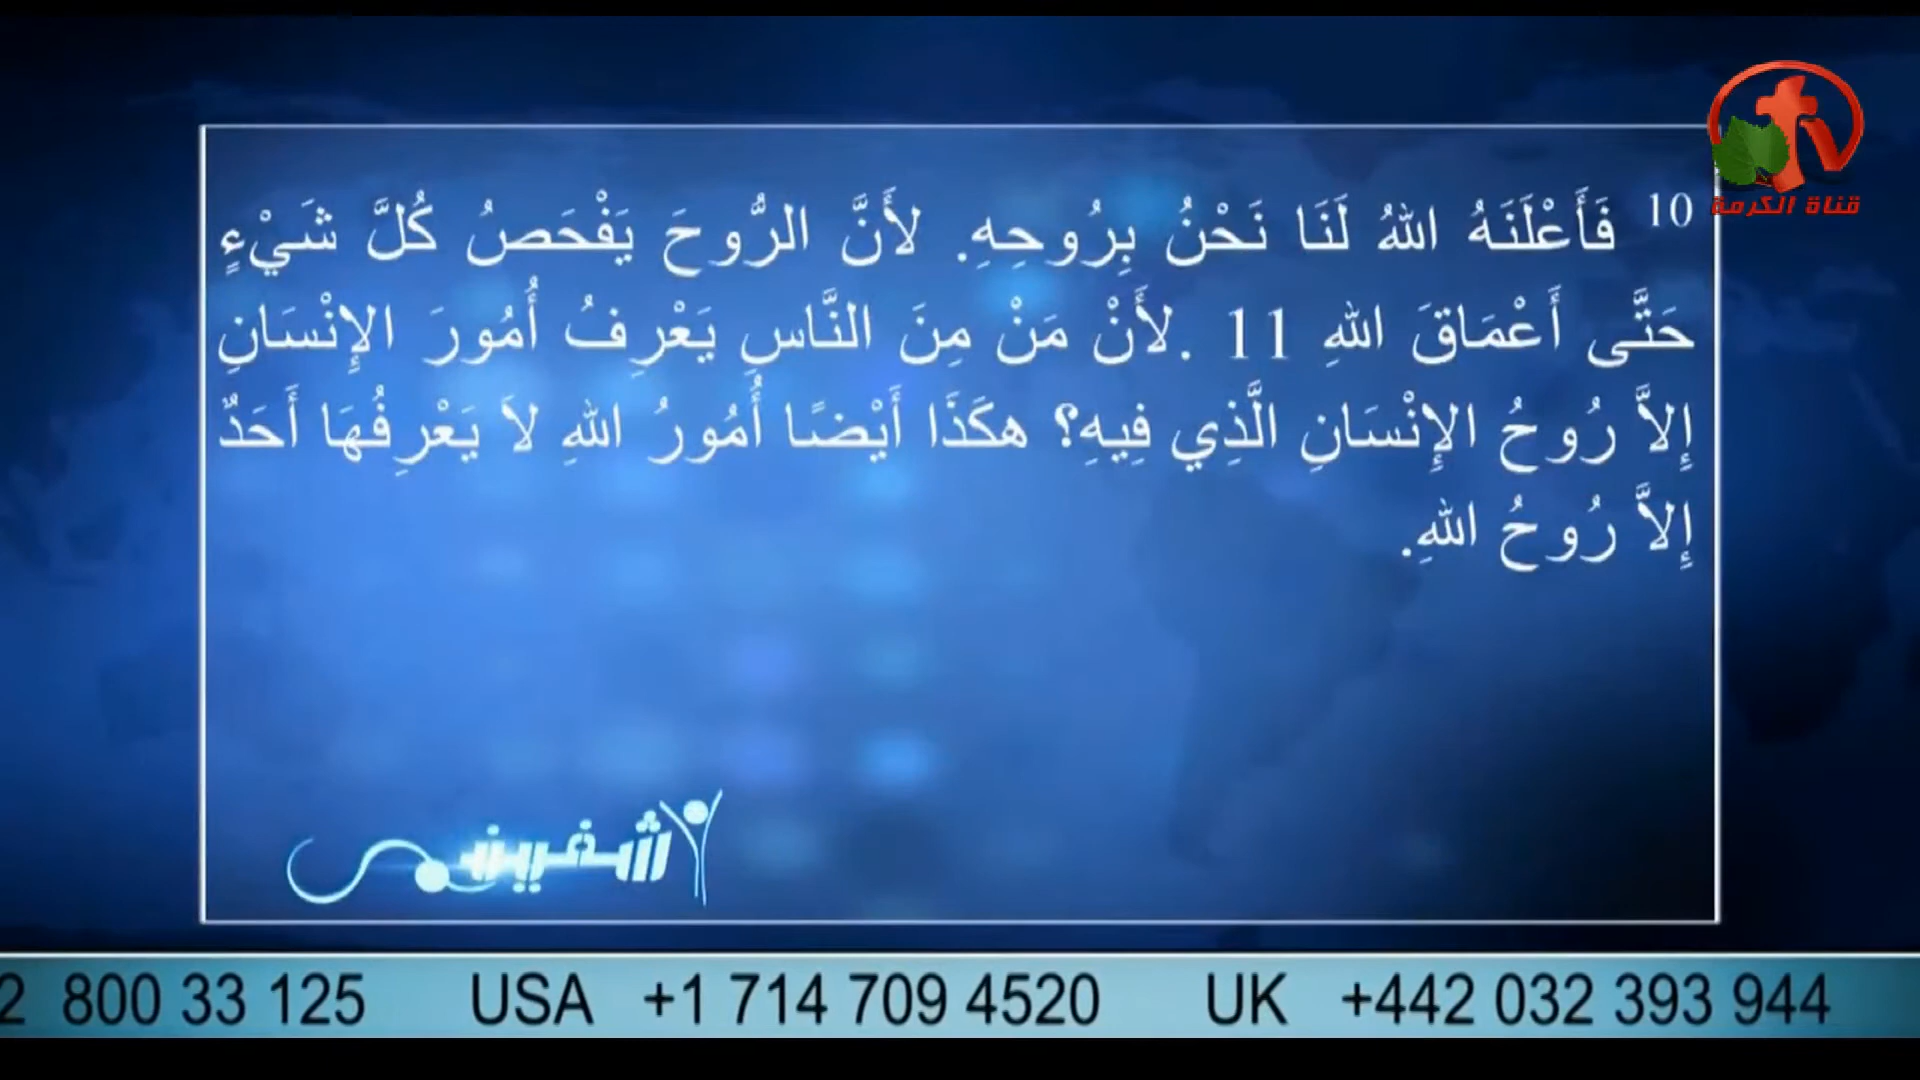 10 فَأَعْلَنَهُ اللهُ لَنَا نَحْنُ بِرُوحِهِ. لأَنَّ الرُّوحَ يَفْحَصُ كُلَّ شَيْءٍ
حَتَّى أَعْمَاقَ اللهِ 11 .لأَنْ مَنْ مِنَ النَّاسِ يَعْرِفُ أُمُورَ الإِنْسَانِ
إِلاَّ رُوحُ الإِنْسَانِ الَّذِي فِيهِ؟ هكَذَا أَيْضًا أُمُورُ اللهِ لاَ يَعْرِفُهَا أَحَدٌ
إِلاَّ رُوحُ اللهِ.
tv
قناة الكرمة
2 800 33 125 USA +1 714 709 4520 UK +442 032 393 944